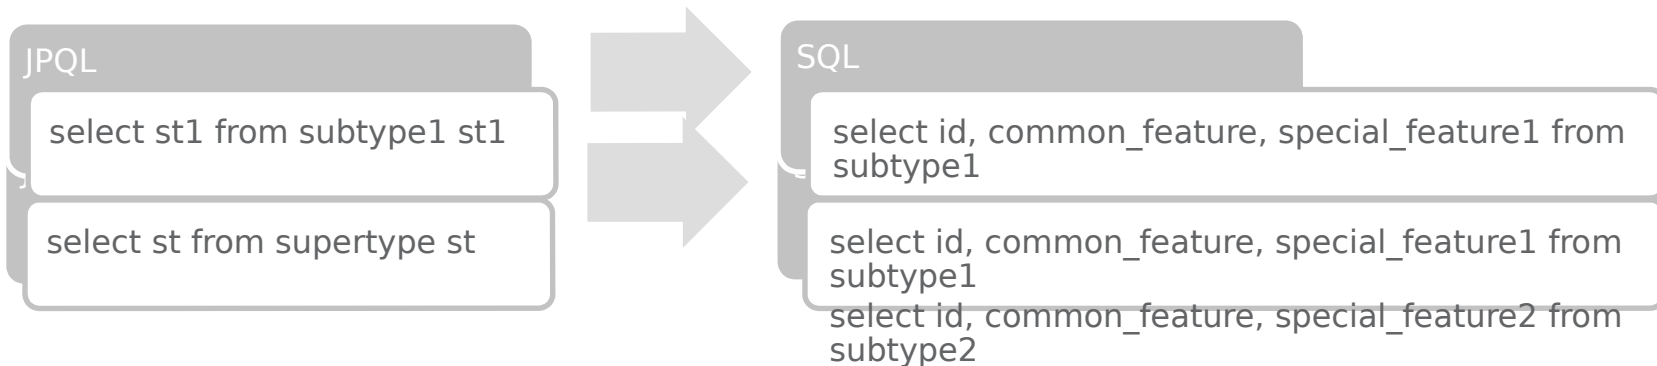 JPQL
select st1 from subtype1 st1
select st from supertype st
SQL
select id, common_feature, special_feature1 from
subtype1
select id, common_feature, special_feature1 from
subtype1
select id, common_feature, special_feature2 from
subtype2